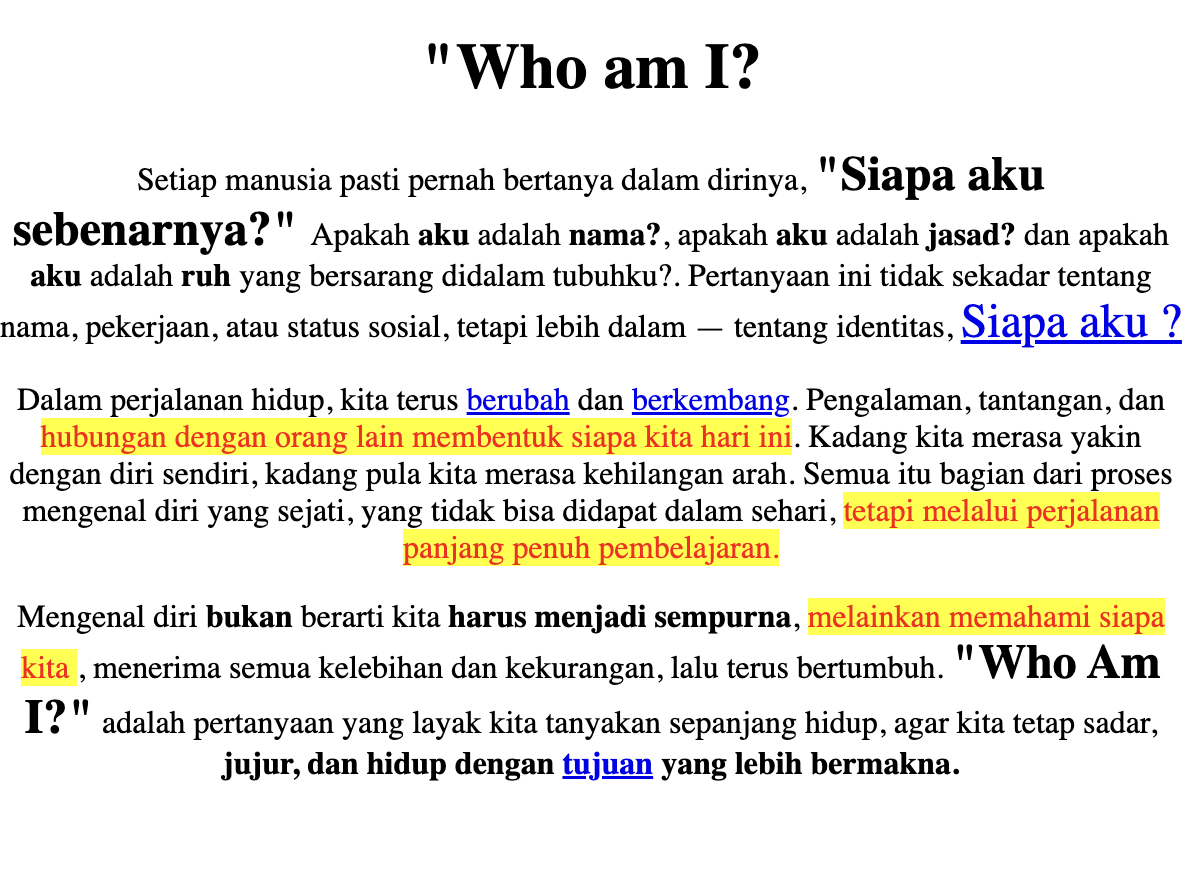 "Who am I?
Setiap manusia pasti pernah bertanya dalam dirinya, "Siapa aku
sebenarnya?" Apakah aku adalah nama?, apakah aku adalah jasad? dan apakah
aku adalah ruh yang bersarang didalam tubuhku?. Pertanyaan ini tidak sekadar tentang
nama, pekerjaan, atau status sosial, tetapi lebih dalam — tentang identitas, Siapa aku ?
Dalam perjalanan hidup, kita terus berubah dan berkembang. Pengalaman, tantangan, dan
hubungan dengan orang lain membentuk siapa kita hari ini. Kadang kita merasa yakin
dengan diri sendiri, kadang pula kita merasa kehilangan arah. Semua itu bagian dari proses
mengenal diri yang sejati, yang tidak bisa didapat dalam sehari, tetapi melalui perjalanan
panjang penuh pembelajaran.
Mengenal diri bukan berarti kita harus menjadi sempurna, melainkan memahami siapa
kita , menerima semua kelebihan dan kekurangan, lalu terus bertumbuh. "Who Am
I?" adalah pertanyaan yang layak kita tanyakan sepanjang hidup, agar kita tetap sadar,
jujur, dan hidup dengan tujuan yang lebih bermakna.